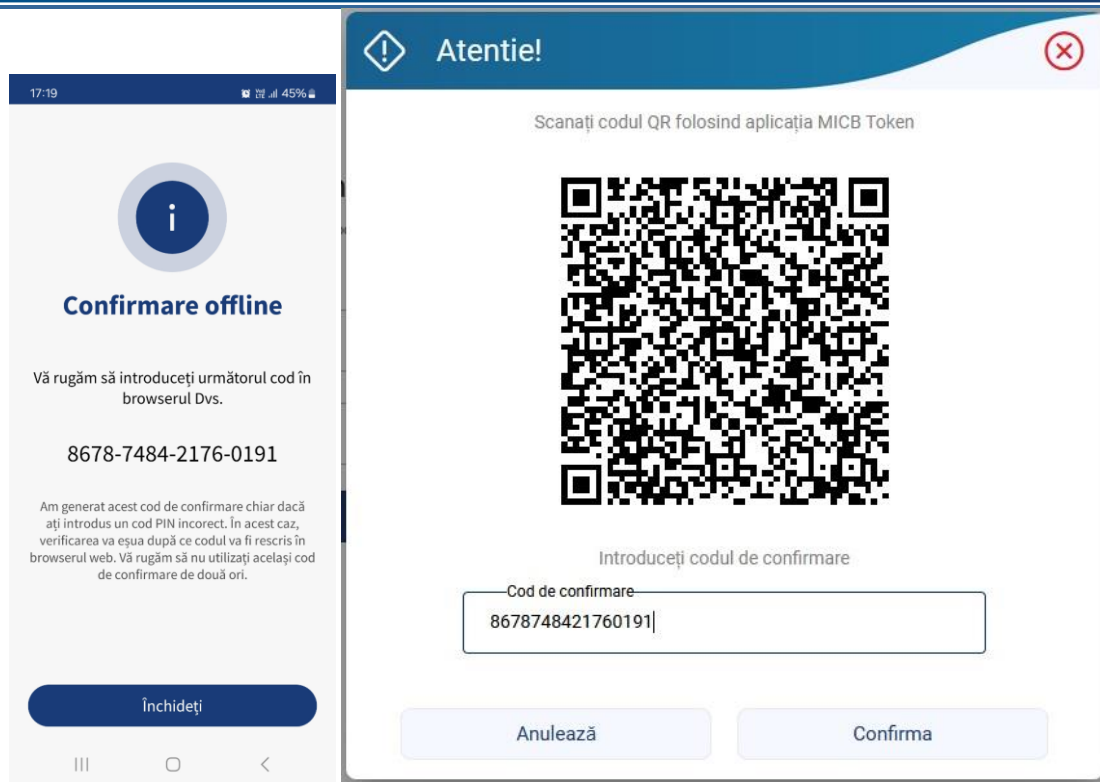 17:19
45%
i
Confirmare offline
Vă rugăm să introduceți următorul cod în
browserul Dvs.
8678-7484-2176-0191
Am generat acest cod de confirmare chiar dacă
ați introdus un cod PIN incorect. În acest caz,
verificarea va eșua după ce codul va fi rescris în
browserul web. Vă rugăm să nu utilizați același cod
de confirmare de două ori.
Închideți
Atentie!
Scanați codul QR folosind aplicația MICB Token
Introduceți codul de confirmare
Cod de confirmare
8678748421760191
Anulează
Confirma